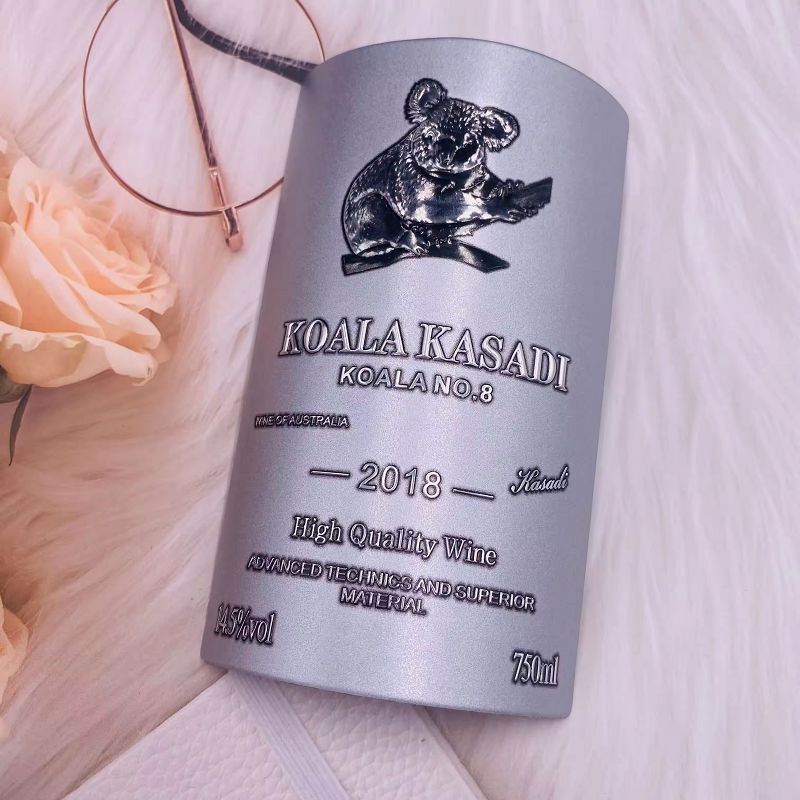 KOALA KASADI
KOALA NO.8
WINE OF AUSTRALIA
— 2018 —
Kasadi
High Quality Wine
ADVANCED TECHNICS AND SUPERIOR
MATERIAL
14.5%vol
750ml